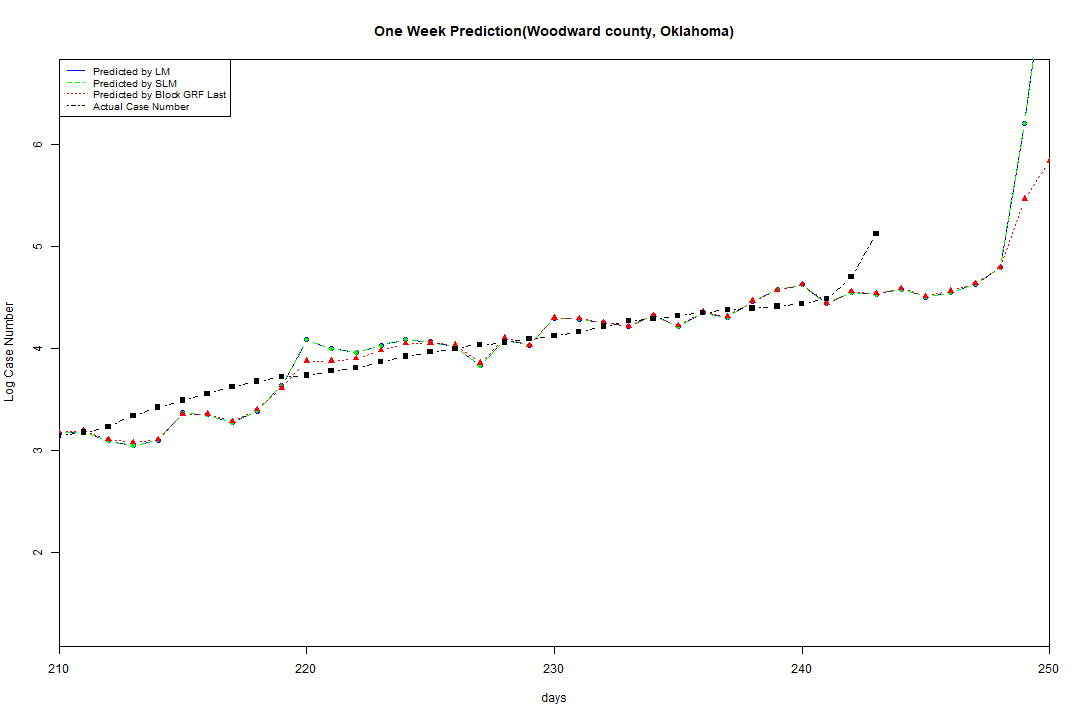 One Week Prediction(Woodward county, Oklahoma)
Predicted by LM
Predicted by SLM
Predicted by Block GRF Last
Actual Case Number
6
5
4
3
2
Log Case Number
210
220
230
240
250
days